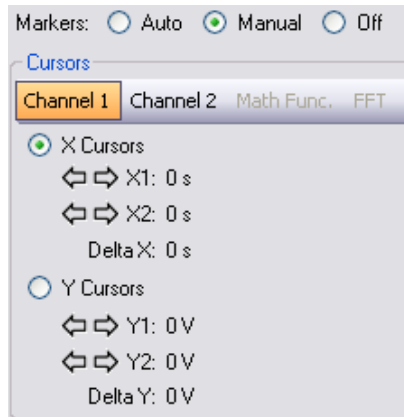 Markers: Auto Manual Off
Cursors
Channel 1 Channel 2 Math Func. FFT
X Cursors
X1: 0 s
X2: 0 s
Delta X: 0 s
Y Cursors
Y1: 0 V
Y2: 0 V
Delta Y: 0 V